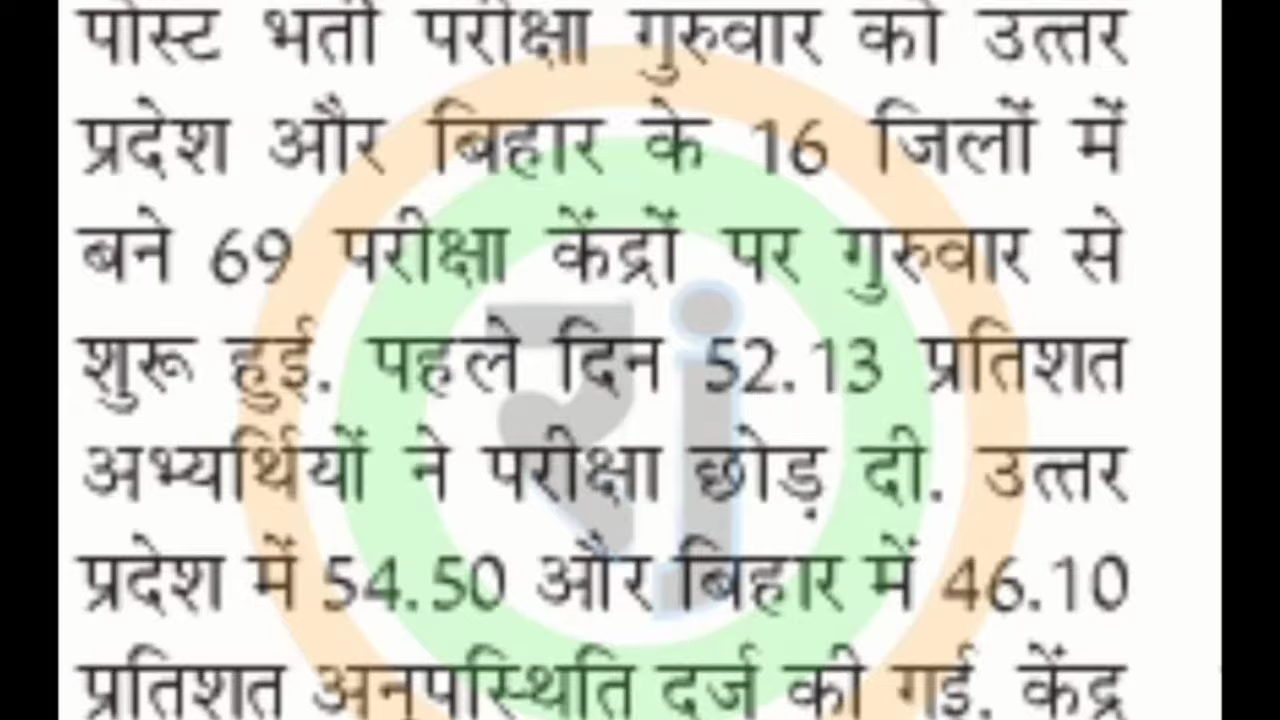 पोस्ट भर्ती परीक्षा गुरुवार को उत्तर
प्रदेश और बिहार के 16 जिलों में
बने 69 परीक्षा केंद्रों पर गुरुवार से
शुरू हुई. पहले दिन 52.13 प्रतिशत
अभ्यर्थियों ने परीक्षा छोड़ दी. उत्तर
प्रदेश में 54.50 और बिहार में 46.10
प्रतिशत अनुपस्थिति दर्ज की गई. केंद्र